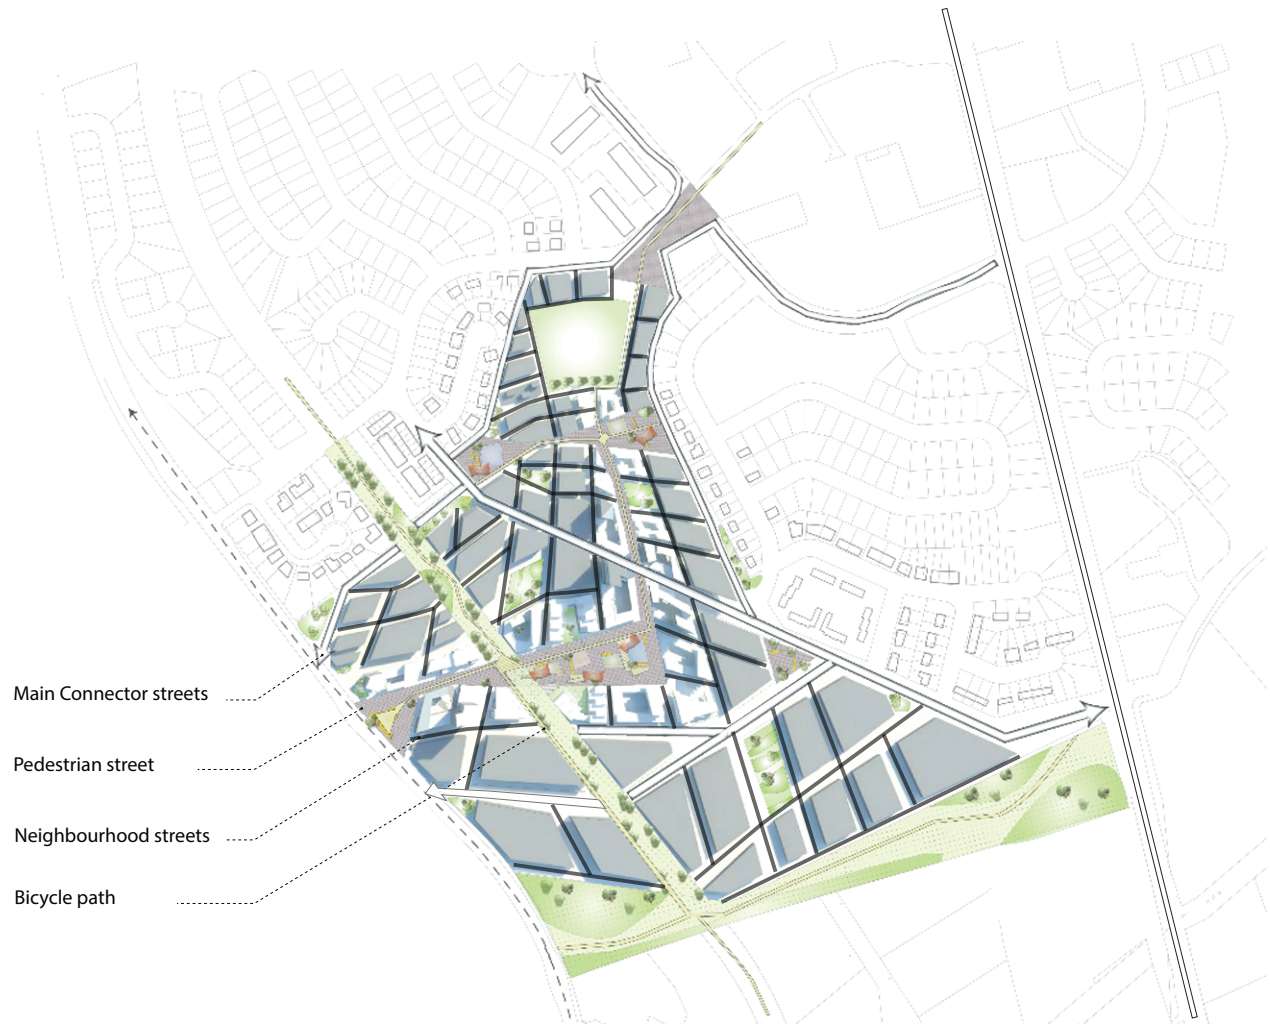 Main Connector streets
Pedestrian street
Neighbourhood streets
Bicycle path